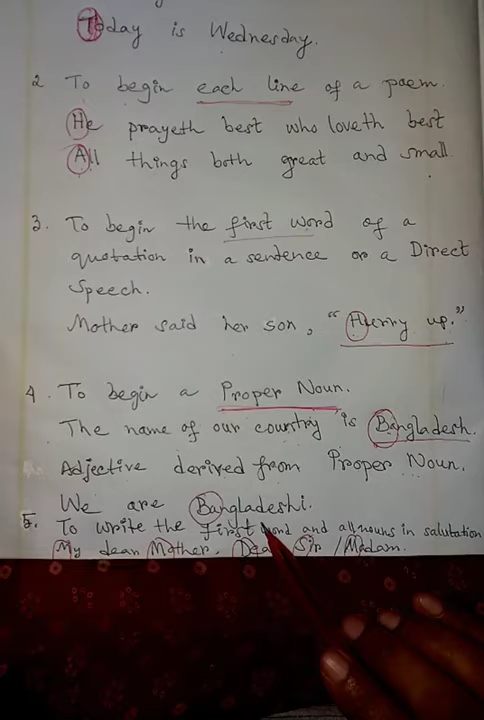 Today is Wednesday.
2 To begin each line of a poem.
He prayeth best who loveth best
All things both great and small
3. To begin the first word of a
quotation in a sentence or a Direct
Speech.
Mother said her son, "Hurry up."
4. To begin a Proper Noun.
The name of our country is Bangladesh.
Adjective derived from Proper Noun.
We are Bangladeshi.
5. To write the first word and all nouns in salutation
My dear Mother, Dear Sir / Madam.